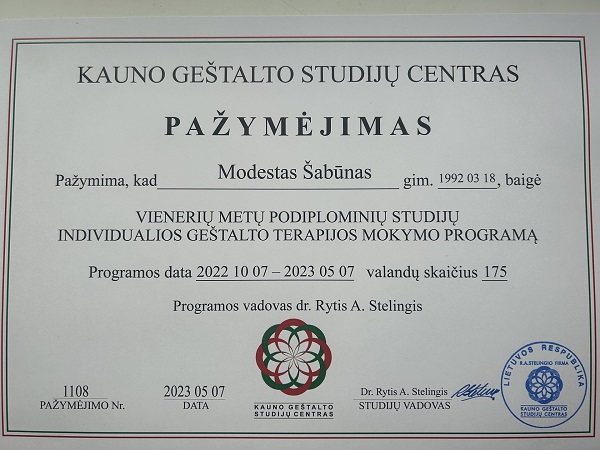 KAUNO GEŠTALTO STUDIJŲ CENTRAS
PAŽYMĖJIMAS
Pažymima, kad Modestas Šabūnas gim. 1992 03 18, baigė
VIENERIŲ METŲ PODIPLOMINIŲ STUDIJŲ
INDIVIDUALIOS GEŠTALTO TERAPIJOS MOKYMO PROGRAMĄ
Programos data 2022 10 07 – 2023 05 07 valandų skaičius 175
Programos vadovas dr. Rytis A. Stelingis
1108
PAŽYMĖJIMO Nr.
2023 05 07
DATA
KAUNO GEŠTALTO
STUDIJŲ CENTRAS
Dr. Rytis A. Stelingis
STUDIJŲ VADOVAS
LIETUVOS RESPUBLIKA
R.A.STELINGIO FIRMA
KAUNO GEŠTALTO
STUDIJŲ CENTRAS